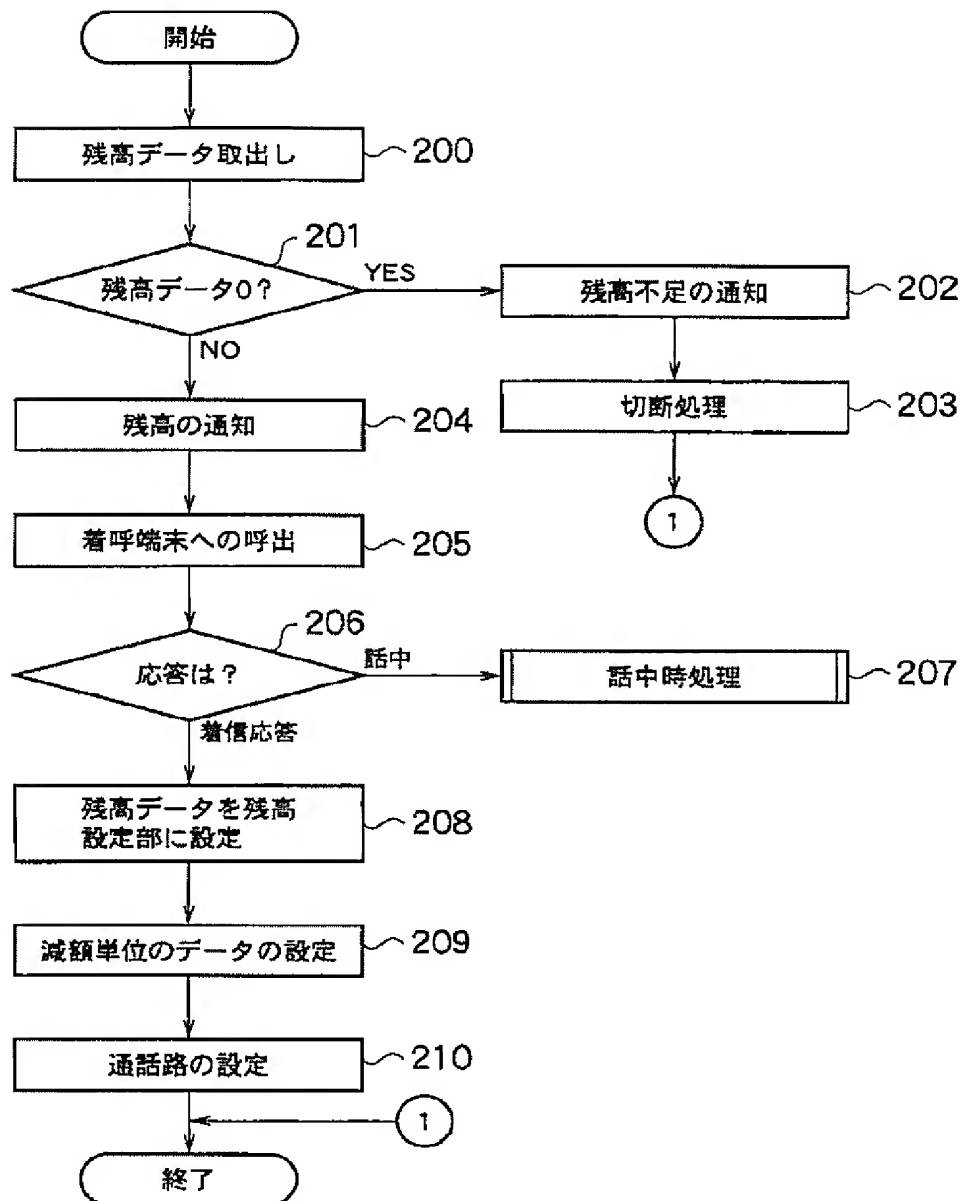 開始
残高データ取出し
200
201
残高データ0?
YES
残高不足の通知
202
NO
切断処理
203
残高の通知
204
1
着呼端末への呼出
205
206
応答は?
話中
話中時処理
207
着信応答
残高データを残高
設定部に設定
208
減額単位のデータの設定
209
通話路の設定
210
1
終了